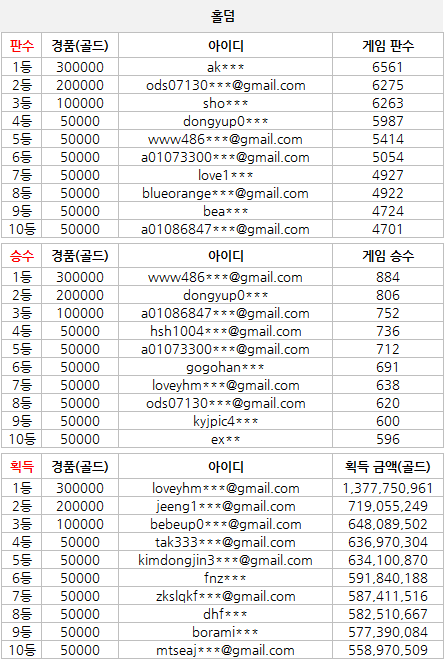 홀덤
판수 경품(골드) 아이디 게임 판수
1등 300000 ak*** 6561
2등 200000 ods07130***@gmail.com 6275
3등 100000 sho*** 6263
4등 50000 dongyup0*** 5987
5등 50000 www486***@gmail.com 5414
6등 50000 a01073300***@gmail.com 5054
7등 50000 love1*** 4927
8등 50000 blueorange***@gmail.com 4922
9등 50000 bea*** 4724
10등 50000 a01086847***@gmail.com 4701
승수 경품(골드) 아이디 게임 승수
1등 300000 www486***@gmail.com 884
2등 200000 dongyup0*** 806
3등 100000 a01086847***@gmail.com 752
4등 50000 hsh1004***@gmail.com 736
5등 50000 a01073300***@gmail.com 712
6등 50000 gogohan*** 691
7등 50000 loveyhm***@gmail.com 638
8등 50000 ods07130***@gmail.com 620
9등 50000 kyjpic4*** 600
10등 50000 ex** 596
획득 경품(골드) 아이디 획득 금액(골드)
1등 300000 loveyhm***@gmail.com 1,377,750,961
2등 200000 jeeng1***@gmail.com 719,055,249
3등 100000 bebeup0***@gmail.com 648,089,502
4등 50000 tak333***@gmail.com 636,970,304
5등 50000 kimdongjin3***@gmail.com 634,100,870
6등 50000 fnz*** 591,840,188
7등 50000 zkslqkf***@gmail.com 587,411,516
8등 50000 dhf*** 582,510,667
9등 50000 borami*** 577,390,084
10등 50000 mtseaj***@gmail.com 558,970,509